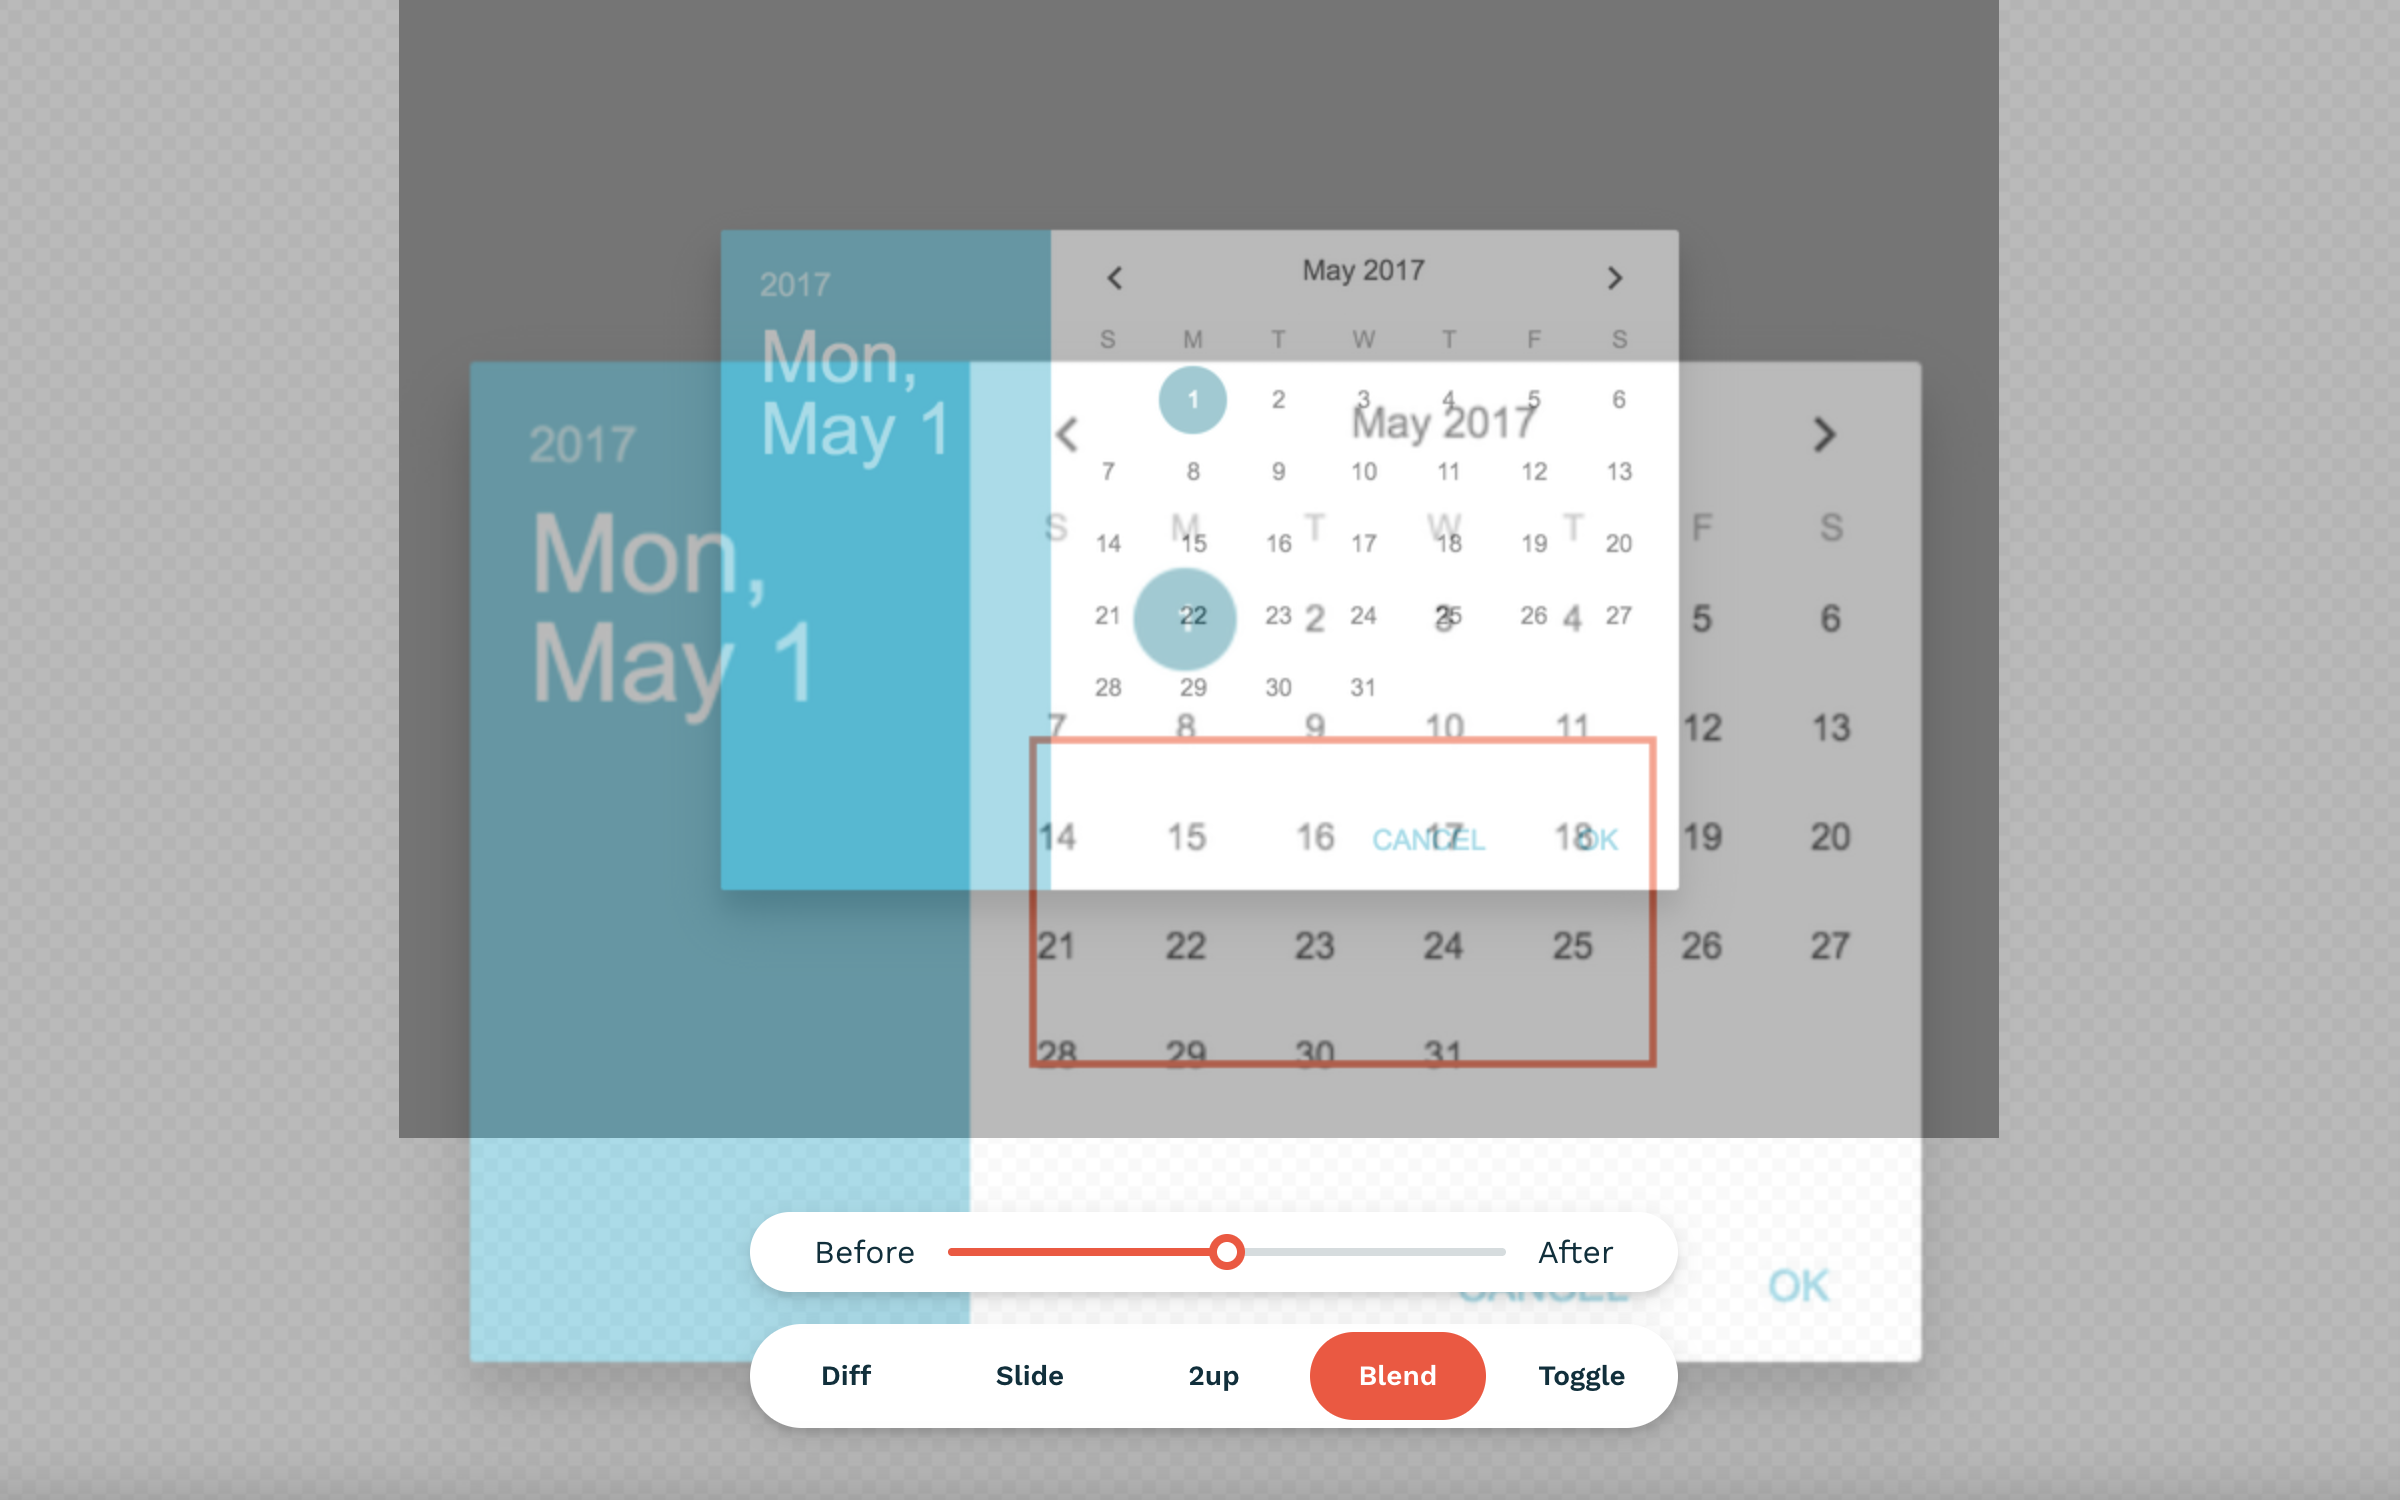 2017
Mon,
May 1
May 2017
S M T W T F S
1 2 3 4 5 6
7 8 9 10 11 12 13
14 15 16 17 18 19 20
21 22 23 24 25 26 27
28 29 30 31
CANCEL OK
2017
Mon,
May 1
May 2017
S M T W T F S
1 2 3 4 5 6
7 8 9 10 11 12 13
14 15 16 17 18 19 20
21 22 23 24 25 26 27
28 29 30 31
CANCEL OK
Before After
Diff Slide 2up Blend Toggle